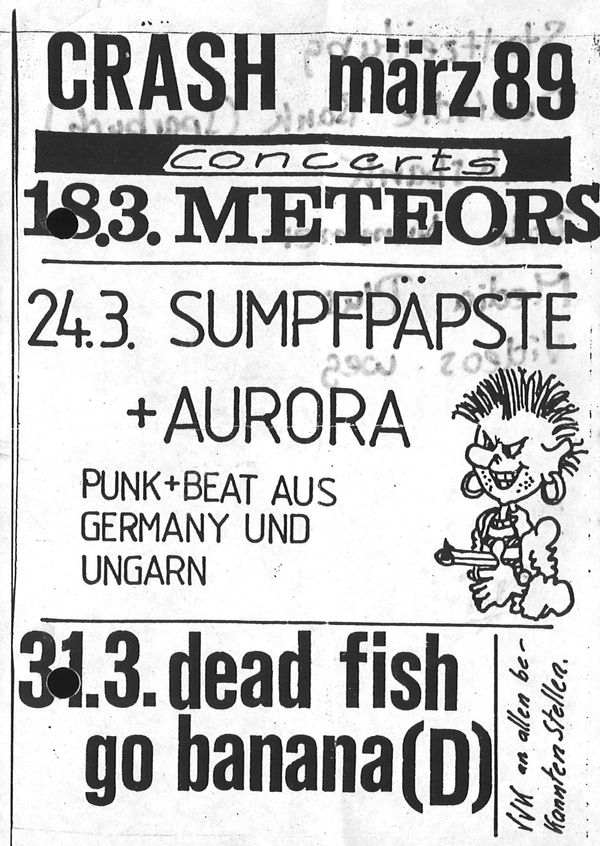 CRÄSH märz 89
concerts
18.3. METEORS
24.3. SUMPFPÄPSTE
+ AURORA
PUNK+BEAT AUS
GERMANY UND
UNGARN
31.3. dead fish
go banana (D)
VVK an allen be-
kannten Stellen.